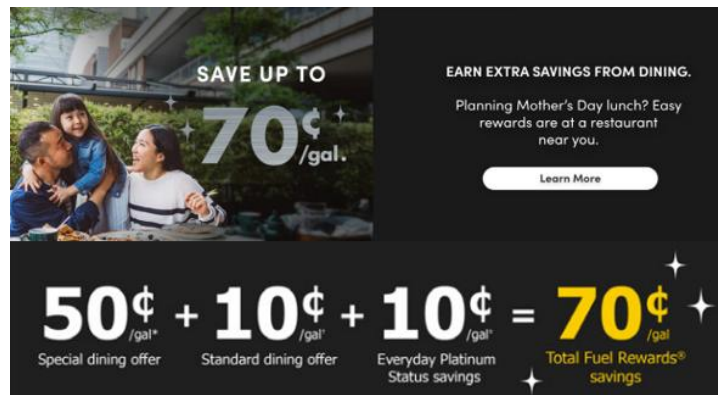 SAVE UP TO
70¢
/gal.
EARN EXTRA SAVINGS FROM DINING.
Planning Mother's Day lunch? Easy
rewards are at a restaurant
near you.
Learn More
50¢ + 10¢ + 10¢ = 70¢
/gal* /gal† /gal° /gal
Special dining offer Standard dining offer Everyday Platinum Total Fuel Rewards®
Status savings savings